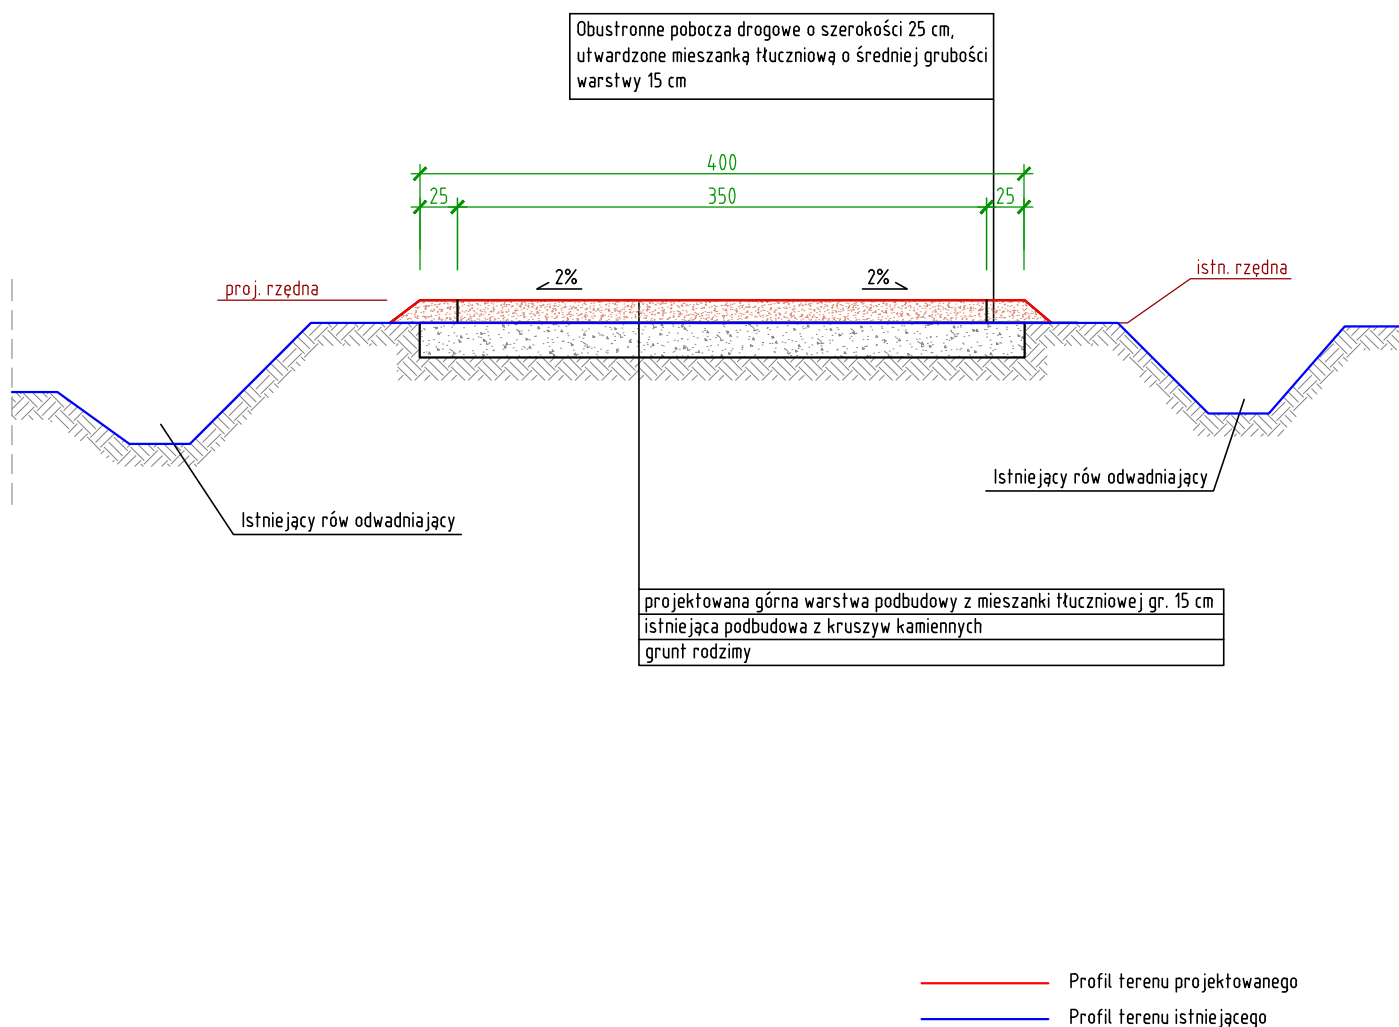 Obustronne pobocza drogowe o szerokości 25 cm,
utwardzone mieszanką tłuczniową o średniej grubości
warstwy 15 cm
400
25
350
25
2%
2%
proj. rzędna
istn. rzędna
Istniejący rów odwadniający
Istniejący rów odwadniający
projektowana górna warstwa podbudowy z mieszanki tłuczniowej gr. 15 cm
istniejąca podbudowa z kruszyw kamiennych
grunt rodzimy
Profil terenu projektowanego
Profil terenu istniejącego